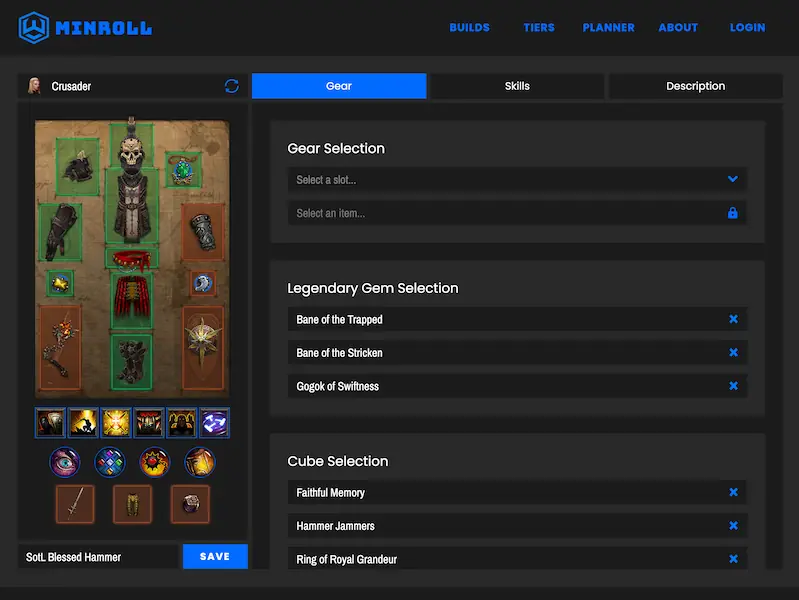 MINROLL
BUILDS
TIERS
PLANNER
ABOUT
LOGIN
Crusader
Gear
Skills
Description
Gear Selection
Select a slot...
Select an item...
Legendary Gem Selection
Bane of the Trapped
Bane of the Stricken
Gogok of Swiftness
Cube Selection
Faithful Memory
Hammer Jammers
Ring of Royal Grandeur
SotL Blessed Hammer
SAVE